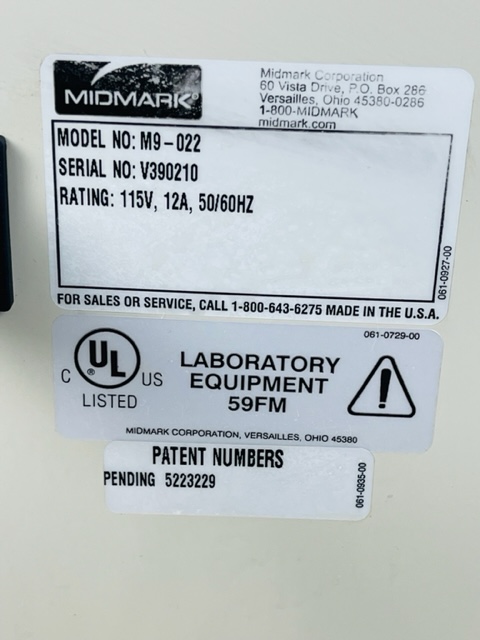 MIDMARK
Midmark Corporation
60 Vista Drive, P.O. Box 286
Versailles, Ohio 45380-0286
1-800-MIDMARK
midmark.com
MODEL NO: M9-022
SERIAL NO: V390210
RATING: 115V, 12A, 50/60HZ
061-0927-00
FOR SALES OR SERVICE, CALL 1-800-643-6275 MADE IN THE U.S.A.
061-0729-00
C UL US
LISTED
LABORATORY
EQUIPMENT
59FM
!
MIDMARK CORPORATION, VERSAILLES, OHIO 45380
PATENT NUMBERS
PENDING 5223229
061-0935-00